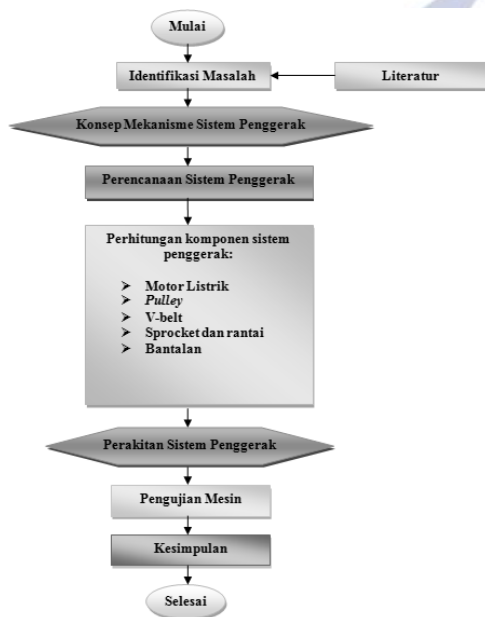 Mulai
Identifikasi Masalah
Literatur
Konsep Mekanisme Sistem Penggerak
Perencanaan Sistem Penggerak
Perhitungan komponen sistem
penggerak:
➢ Motor Listrik
➢ Pulley
➢ V-belt
➢ Sprocket dan rantai
➢ Bantalan
Perakitan Sistem Penggerak
Pengujian Mesin
Kesimpulan
Selesai